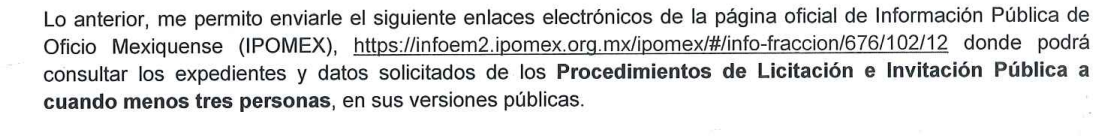 Lo anterior, me permito enviarle el siguiente enlaces electrónicos de la página oficial de Información Pública de
Oficio Mexiquense (IPOMEX), https://infoem2.ipomex.org.mx/ipomex/#/info-fraccion/676/102/12 donde podrá
consultar los expedientes y datos solicitados de los Procedimientos de Licitación e Invitación Pública a
cuando menos tres personas, en sus versiones públicas.